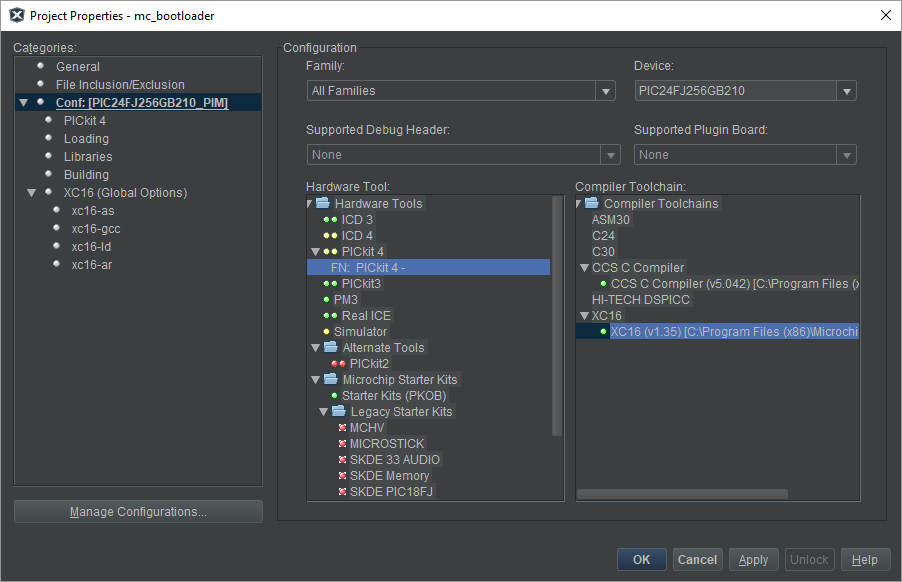 Project Properties - mc_bootloader
Categories:
General
File Inclusion/Exclusion
Conf: [PIC24FJ256GB210_PIM]
PICkit 4
Loading
Libraries
Building
XC16 (Global Options)
xc16-as
xc16-gcc
xc16-ld
xc16-ar
Manage Configurations...
Configuration
Family:
All Families
Device:
PIC24FJ256GB210
Supported Debug Header:
None
Supported Plugin Board:
None
Hardware Tool:
Hardware Tools
ICD 3
ICD 4
PICkit 4
FN: PICkit 4 -
PICkit3
PM3
Real ICE
Simulator
Alternate Tools
PICkit2
Microchip Starter Kits
Starter Kits (PKOB)
Legacy Starter Kits
MCHV
MICROSTICK
SKDE 33 AUDIO
SKDE Memory
SKDE PIC18FJ
Compiler Toolchain:
Compiler Toolchains
ASM30
C24
C30
CCS C Compiler
CCS C Compiler (v5.042) [C:\Program Files (x
HI-TECH DSPICC
XC16
XC16 (v1.35) [C:\Program Files (x86)\Microchi
OK
Cancel
Apply
Unlock
Help